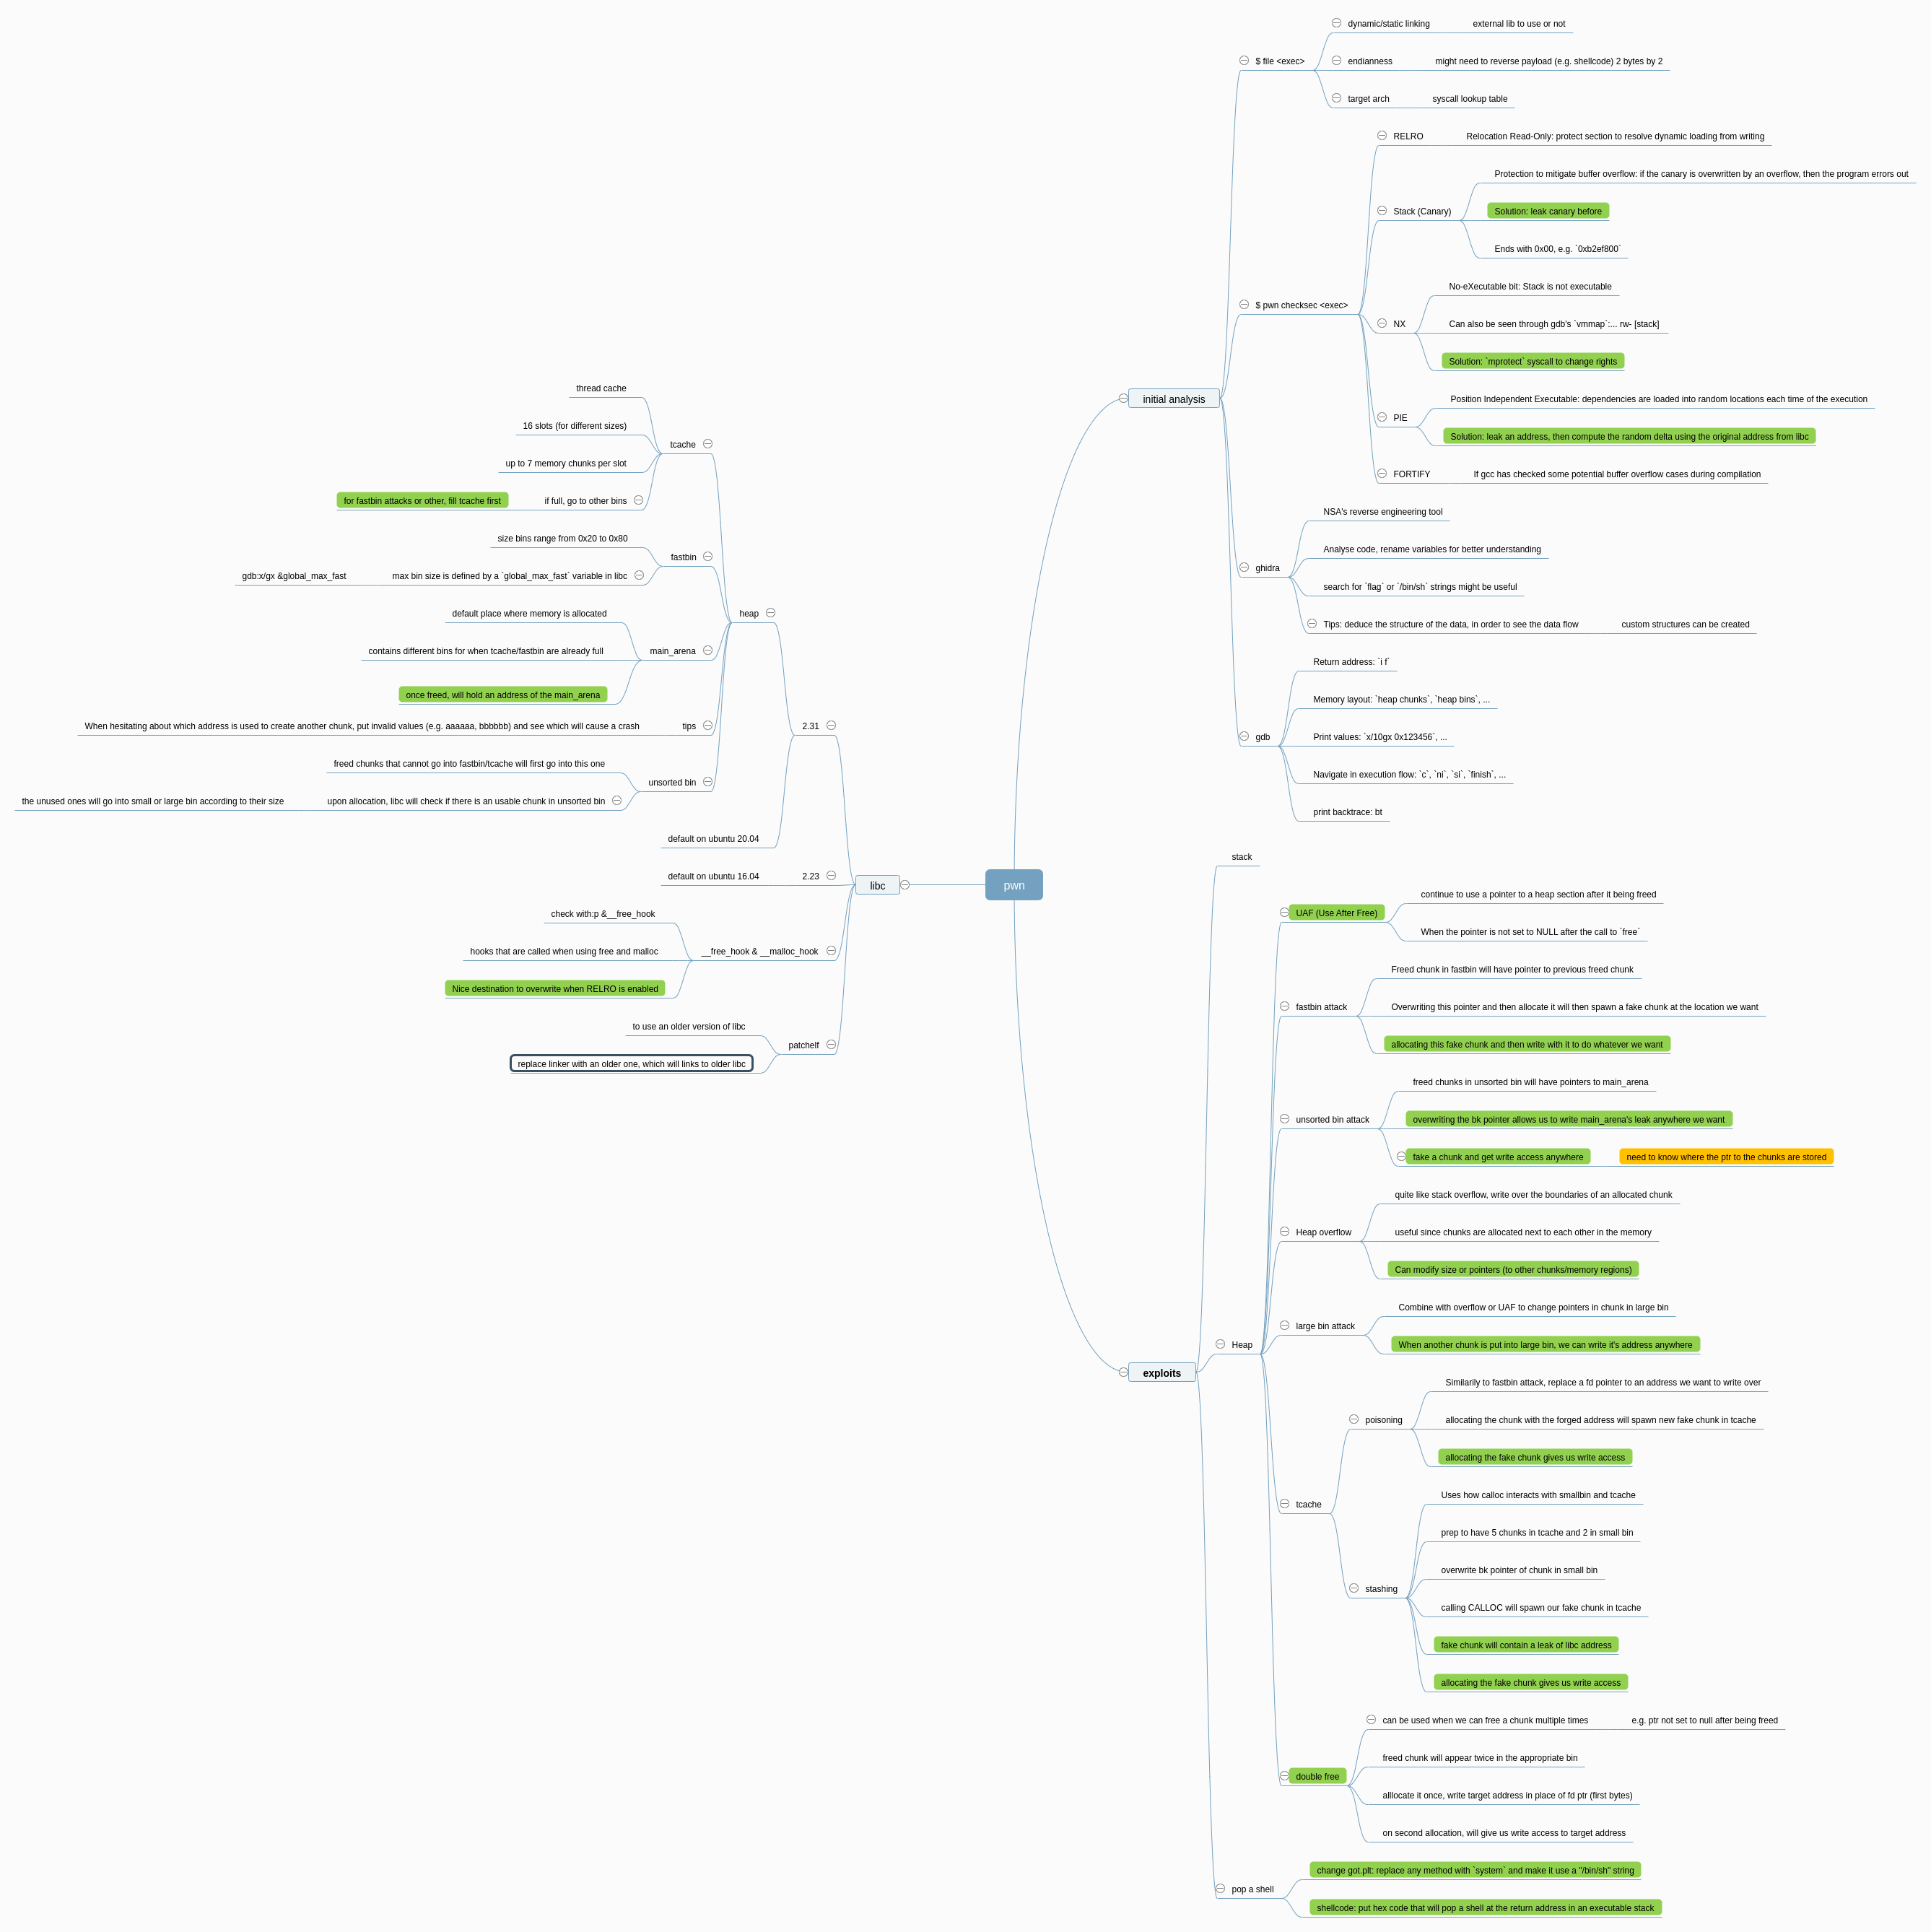 pwn
initial analysis
$ file <exec>
dynamic/static linking
external lib to use or not
endianness
might need to reverse payload (e.g. shellcode) 2 bytes by 2
target arch
syscall lookup table
$ pwn checksec <exec>
RELRO
Relocation Read-Only: protect section to resolve dynamic loading from writing
Stack (Canary)
Protection to mitigate buffer overflow: if the canary is overwritten by an overflow, then the program errors out
Solution: leak canary before
Ends with 0x00, e.g. `0xb2ef800`
NX
No-eXecutable bit: Stack is not executable
Can also be seen through gdb's `vmmap`:... rw- [stack]
Solution: `mprotect` syscall to change rights
PIE
Position Independent Executable: dependencies are loaded into random locations each time of the execution
Solution: leak an address, then compute the random delta using the original address from libc
FORTIFY
If gcc has checked some potential buffer overflow cases during compilation
ghidra
NSA's reverse engineering tool
Analyse code, rename variables for better understanding
search for `flag` or `/bin/sh` strings might be useful
Tips: deduce the structure of the data, in order to see the data flow
custom structures can be created
gdb
Return address: `i f`
Memory layout: `heap chunks`, `heap bins`, ...
Print values: `x/10gx 0x123456`, ...
Navigate in execution flow: `c`, `ni`, `si`, `finish`, ...
print backtrace: bt
exploits
stack
Heap
UAF (Use After Free)
continue to use a pointer to a heap section after it being freed
When the pointer is not set to NULL after the call to `free`
fastbin attack
Freed chunk in fastbin will have pointer to previous freed chunk
Overwriting this pointer and then allocate it will then spawn a fake chunk at the location we want
allocating this fake chunk and then write with it to do whatever we want
unsorted bin attack
freed chunks in unsorted bin will have pointers to main_arena
overwriting the bk pointer allows us to write main_arena's leak anywhere we want
fake a chunk and get write access anywhere
need to know where the ptr to the chunks are stored
Heap overflow
quite like stack overflow, write over the boundaries of an allocated chunk
useful since chunks are allocated next to each other in the memory
Can modify size or pointers (to other chunks/memory regions)
large bin attack
Combine with overflow or UAF to change pointers in chunk in large bin
When another chunk is put into large bin, we can write it's address anywhere
tcache
poisoning
Similarily to fastbin attack, replace a fd pointer to an address we want to write over
allocating the chunk with the forged address will spawn new fake chunk in tcache
allocating the fake chunk gives us write access
stashing
Uses how calloc interacts with smallbin and tcache
prep to have 5 chunks in tcache and 2 in small bin
overwrite bk pointer of chunk in small bin
calling CALLOC will spawn our fake chunk in tcache
fake chunk will contain a leak of libc address
allocating the fake chunk gives us write access
double free
can be used when we can free a chunk multiple times
e.g. ptr not set to null after being freed
freed chunk will appear twice in the appropriate bin
alllocate it once, write target address in place of fd ptr (first bytes)
on second allocation, will give us write access to target address
pop a shell
change got.plt: replace any method with `system` and make it use a "/bin/sh" string
shellcode: put hex code that will pop a shell at the return address in an executable stack
libc
2.31
heap
tcache
thread cache
16 slots (for different sizes)
up to 7 memory chunks per slot
if full, go to other bins
for fastbin attacks or other, fill tcache first
fastbin
size bins range from 0x20 to 0x80
max bin size is defined by a `global_max_fast` variable in libc
gdb:x/gx &global_max_fast
main_arena
default place where memory is allocated
contains different bins for when tcache/fastbin are already full
once freed, will hold an address of the main_arena
tips
When hesitating about which address is used to create another chunk, put invalid values (e.g. aaaaaa, bbbbbb) and see which will cause a crash
unsorted bin
freed chunks that cannot go into fastbin/tcache will first go into this one
upon allocation, libc will check if there is an usable chunk in unsorted bin
the unused ones will go into small or large bin according to their size
default on ubuntu 20.04
2.23
default on ubuntu 16.04
__free_hook & __malloc_hook
check with:p &__free_hook
hooks that are called when using free and malloc
Nice destination to overwrite when RELRO is enabled
patchelf
to use an older version of libc
replace linker with an older one, which will links to older libc